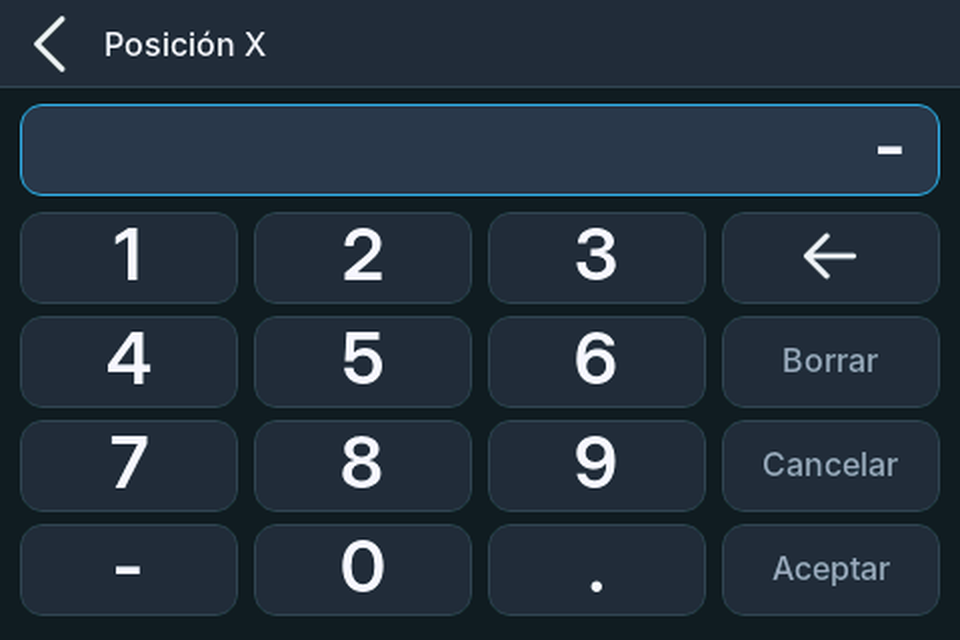 Posición X
-
1 2 3 ←
4 5 6 Borrar
7 8 9 Cancelar
- 0 . Aceptar